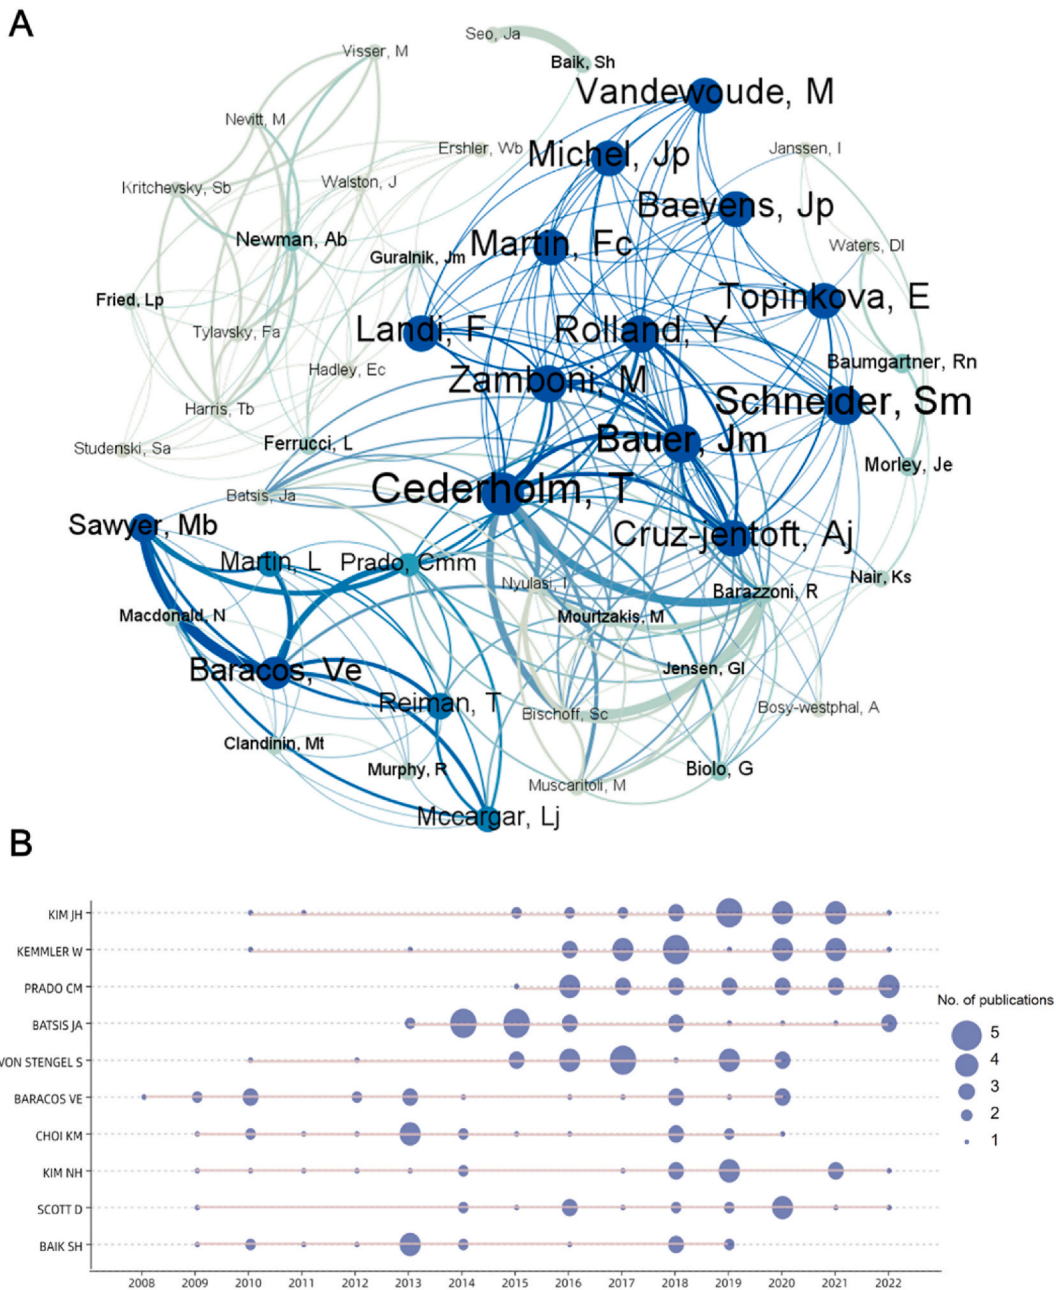 A
Seo, Ja
Visser, M
Baik, Sh
Vandewoude, M
Nevitt, M
Ershler, Wb
Michel, Jp
Janssen, I
Kritchevsky, Sb
Walston, J
Baeyens, Jp
Newman, Ab
Guralnik, Jm
Martin, Fc
Waters, Dl
Fried, Lp
Topinkova, E
Tylavsky, Fa
Landi, F
Rolland, Y
Hadley, Ec
Baumgartner, Rn
Zamboni, M
Harris, Tb
Schneider, Sm
Studenski, Sa
Ferrucci, L
Bauer, Jm
Morley, Je
Batsis, Ja
Cederholm, T
Sawyer, Mb
Cruz-jentoft, Aj
Martin, L
Prado, Cmm
Nyulasi, I
Nair, Ks
Barazzoni, R
Macdonald, N
Mourtzakis, M
Baracos, Ve
Jensen, Gl
Reiman, T
Bischoff, Sc
Bosy-westphal, A
Clandinin, Mt
Murphy, R
Biolo, G
Muscaritoli, M
Mccargar, Lj
B
KIM JH
KEMMLER W
PRADO CM
BATSIS JA
VON STENGEL S
BARACOS VE
CHOI KM
KIM NH
SCOTT D
BAIK SH
No. of publications
5
4
3
2
1
2008 2009 2010 2011 2012 2013 2014 2015 2016 2017 2018 2019 2020 2021 2022